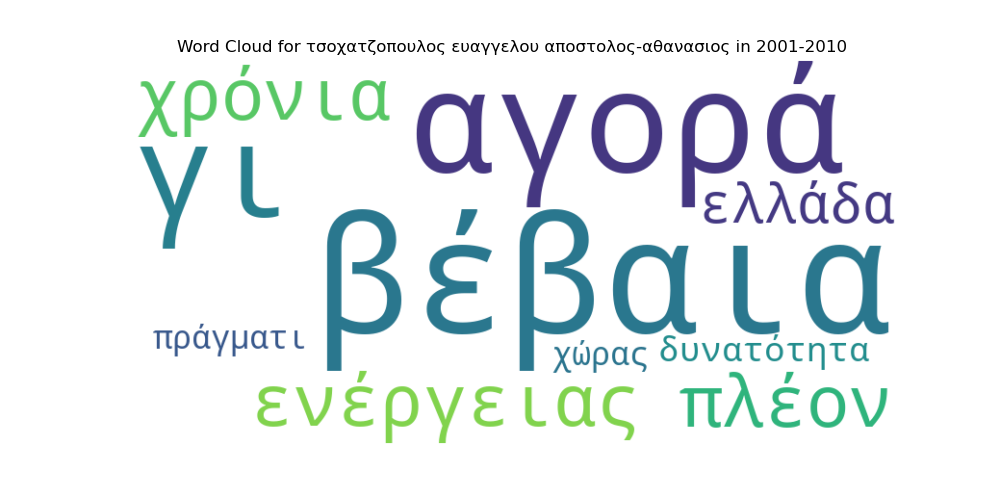 Word Cloud for τσοχατζοπουλος ευαγγελου αποστολος-αθανασιος in 2001-2010
χρόνια αγορά
γι ελλάδα
βέβαια
πράγματι χώρας δυνατότητα
ενέργειας πλέον